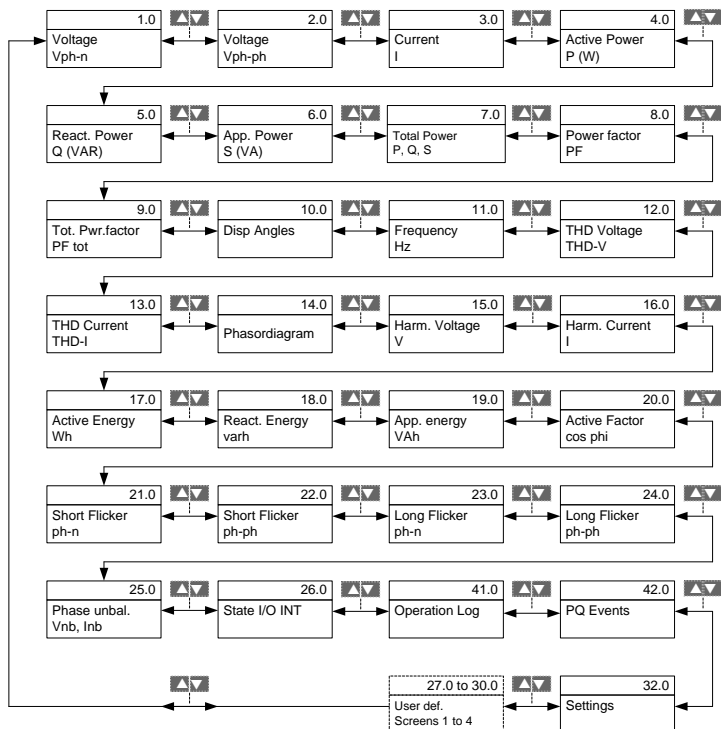 1.0
Voltage
Vph-n
2.0
Voltage
Vph-ph
3.0
Current
I
4.0
Active Power
P (W)
5.0
React. Power
Q (VAR)
6.0
App. Power
S (VA)
7.0
Total Power
P, Q, S
8.0
Power factor
PF
9.0
Tot. Pwr.factor
PF tot
10.0
Disp Angles
11.0
Frequency
Hz
12.0
THD Voltage
THD-V
13.0
THD Current
THD-I
14.0
Phasordiagram
15.0
Harm. Voltage
V
16.0
Harm. Current
I
17.0
Active Energy
Wh
18.0
React. Energy
varh
19.0
App. energy
VAh
20.0
Active Factor
cos phi
21.0
Short Flicker
ph-n
22.0
Short Flicker
ph-ph
23.0
Long Flicker
ph-n
24.0
Long Flicker
ph-ph
25.0
Phase unbal.
Vnb, Inb
26.0
State I/O INT
41.0
Operation Log
42.0
PQ Events
27.0 to 30.0
User def.
Screens 1 to 4
32.0
Settings